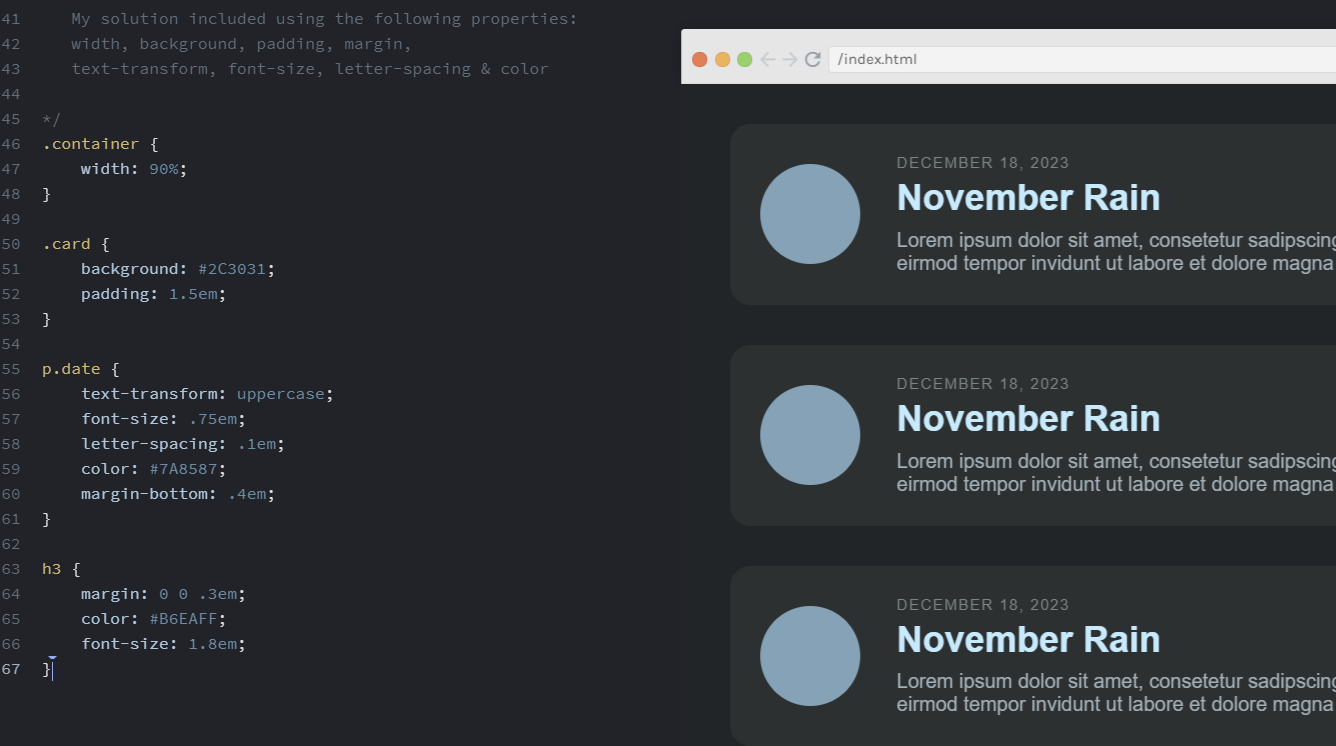 41 My solution included using the following properties:
42 width, background, padding, margin,
43 text-transform, font-size, letter-spacing & color
44
45 */
46 .container {
47 width: 90%;
48 }
49
50 .card {
51 background: #2C3031;
52 padding: 1.5em;
53 }
54
55 p.date {
56 text-transform: uppercase;
57 font-size: .75em;
58 letter-spacing: .1em;
59 color: #7A8587;
60 margin-bottom: .4em;
61 }
62
63 h3 {
64 margin: 0 0 .3em;
65 color: #B6EAFF;
66 font-size: 1.8em;
67 }
/index.html
DECEMBER 18, 2023
November Rain
Lorem ipsum dolor sit amet, consetetur sadipscing
eirmod tempor invidunt ut labore et dolore magna
DECEMBER 18, 2023
November Rain
Lorem ipsum dolor sit amet, consetetur sadipscing
eirmod tempor invidunt ut labore et dolore magna
DECEMBER 18, 2023
November Rain
Lorem ipsum dolor sit amet, consetetur sadipscing
eirmod tempor invidunt ut labore et dolore magna